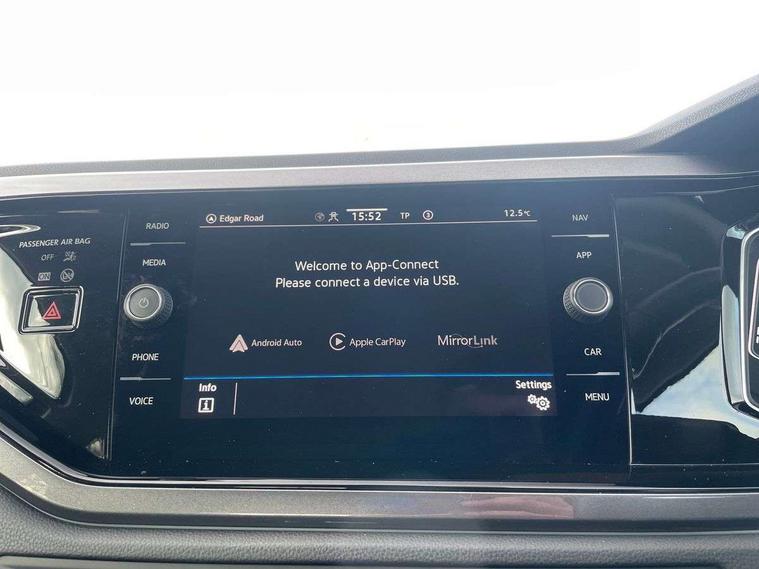 PASSENGER AIR BAG
OFF
ON
RADIO
MEDIA
PHONE
VOICE
Edgar Road
15:52
TP
3
12.5°C
Welcome to App-Connect
Please connect a device via USB.
Android Auto
Apple CarPlay
MirrorLink
Info
Settings
NAV
APP
CAR
MENU